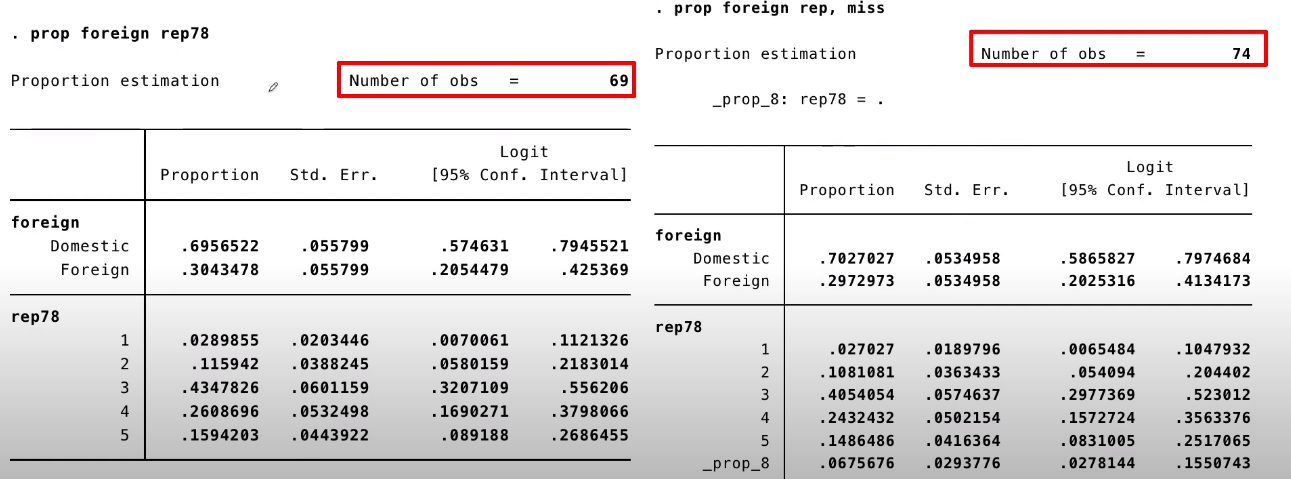 . prop foreign rep78
Proportion estimation Number of obs = 69
Logit
Proportion Std. Err. [95% Conf. Interval]
foreign
Domestic .6956522 .055799 .574631 .7945521
Foreign .3043478 .055799 .2054479 .425369
rep78
1 .0289855 .0203446 .0070061 .1121326
2 .115942 .0388245 .0580159 .2183014
3 .4347826 .0601159 .3207109 .556206
4 .2608696 .0532498 .1690271 .3798066
5 .1594203 .0443922 .089188 .2686455
. prop foreign rep, miss
Proportion estimation Number of obs = 74
_prop_8: rep78 = .
Logit
Proportion Std. Err. [95% Conf. Interval]
foreign
Domestic .7027027 .0534958 .5865827 .7974684
Foreign .2972973 .0534958 .2025316 .4134173
rep78
1 .027027 .0189796 .0065484 .1047932
2 .1081081 .0363433 .054094 .204402
3 .4054054 .0574637 .2977369 .523012
4 .2432432 .0502154 .1572724 .3563376
5 .1486486 .0416364 .0831005 .2517065
_prop_8 .0675676 .0293776 .0278144 .1550743